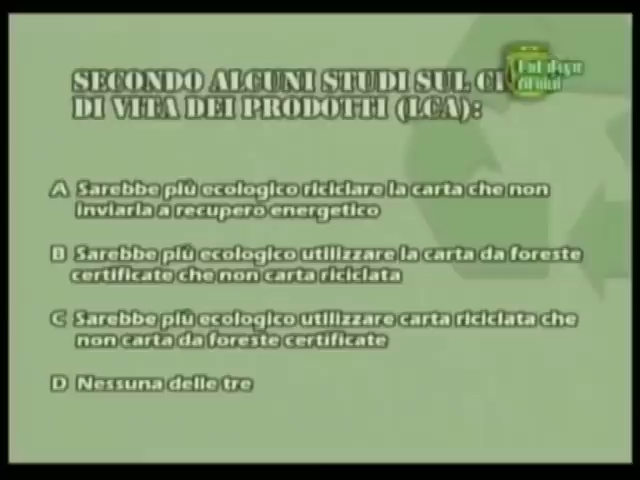 SECONDO ALCUNI STUDI SUL
DI VITA DEI PRODOTTI (LCA):
A Sarebbe più ecologico riciclare la carta che non
inviarla a recupero energetico
B Sarebbe più ecologico utilizzare la carta da foreste
certificate che non carta riciclata
C Sarebbe più ecologico utilizzare carta riciclata che
non carta da foreste certificate
D Nessuna delle tre